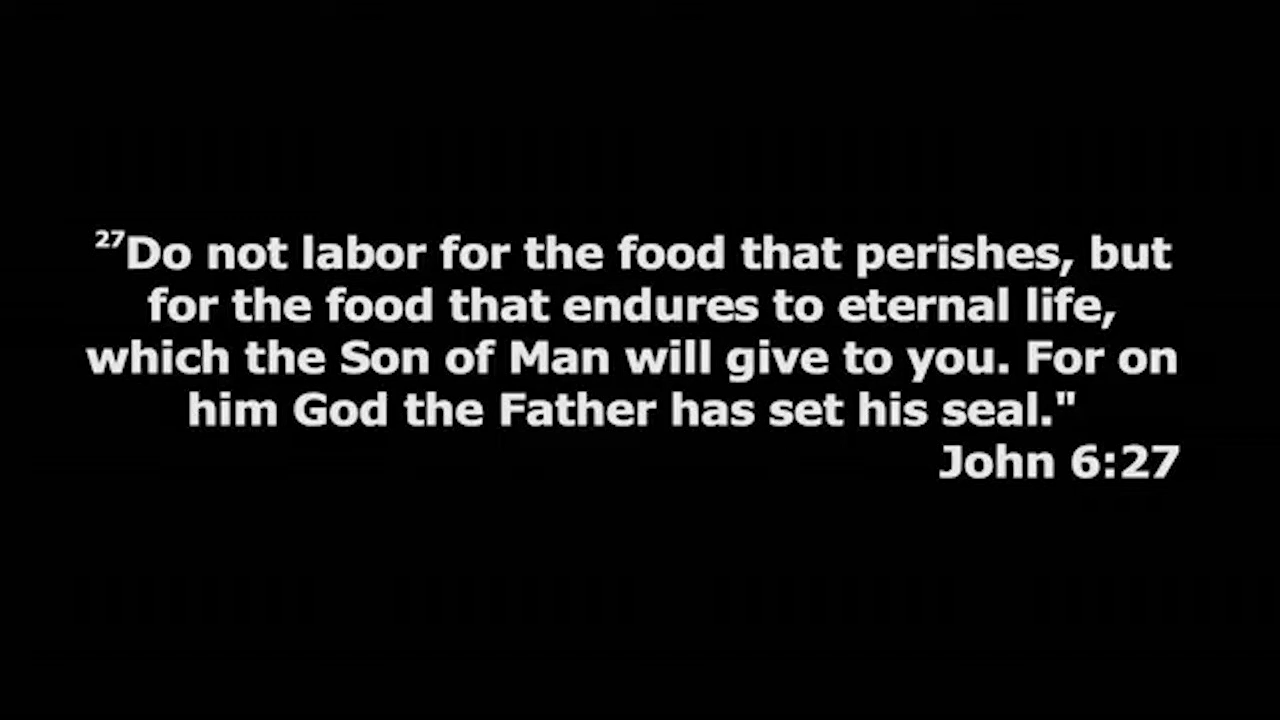 ²⁷Do not labor for the food that perishes, but
for the food that endures to eternal life,
which the Son of Man will give to you. For on
him God the Father has set his seal."
John 6:27